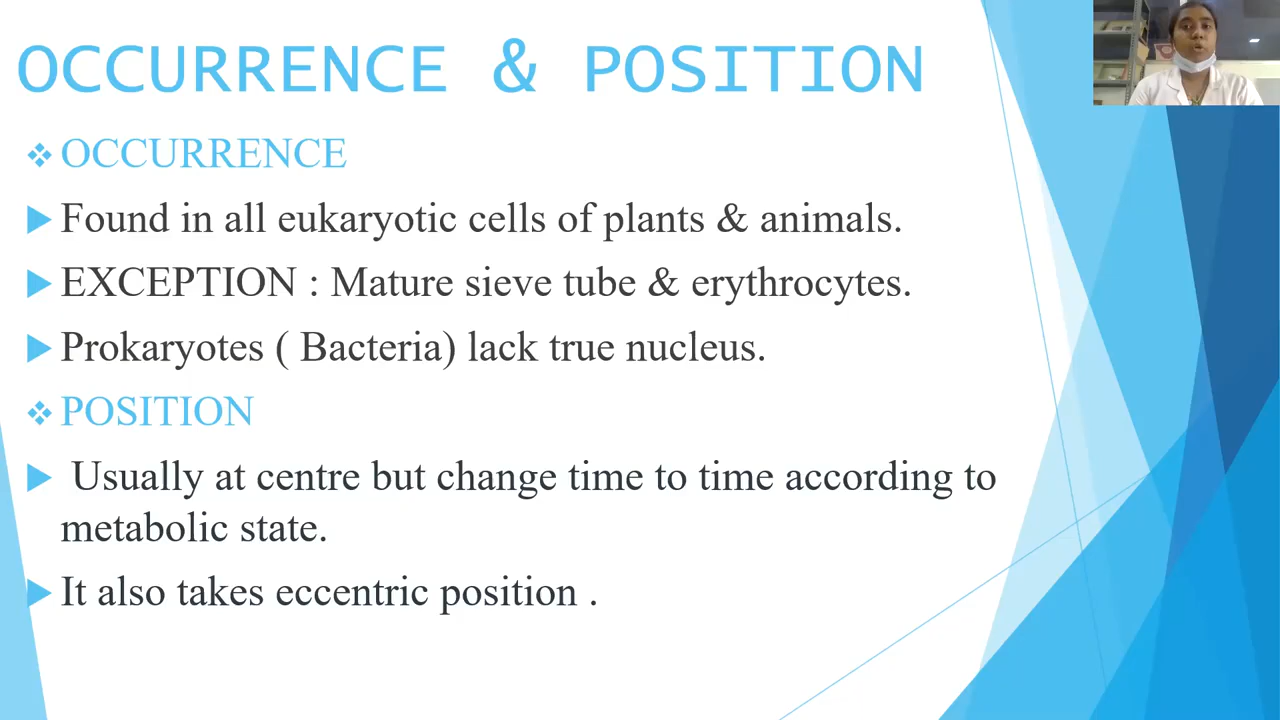 OCCURRENCE & POSITION
OCCURRENCE
Found in all eukaryotic cells of plants & animals.
EXCEPTION : Mature sieve tube & erythrocytes.
Prokaryotes ( Bacteria) lack true nucleus.
POSITION
Usually at centre but change time to time according to
metabolic state.
It also takes eccentric position .